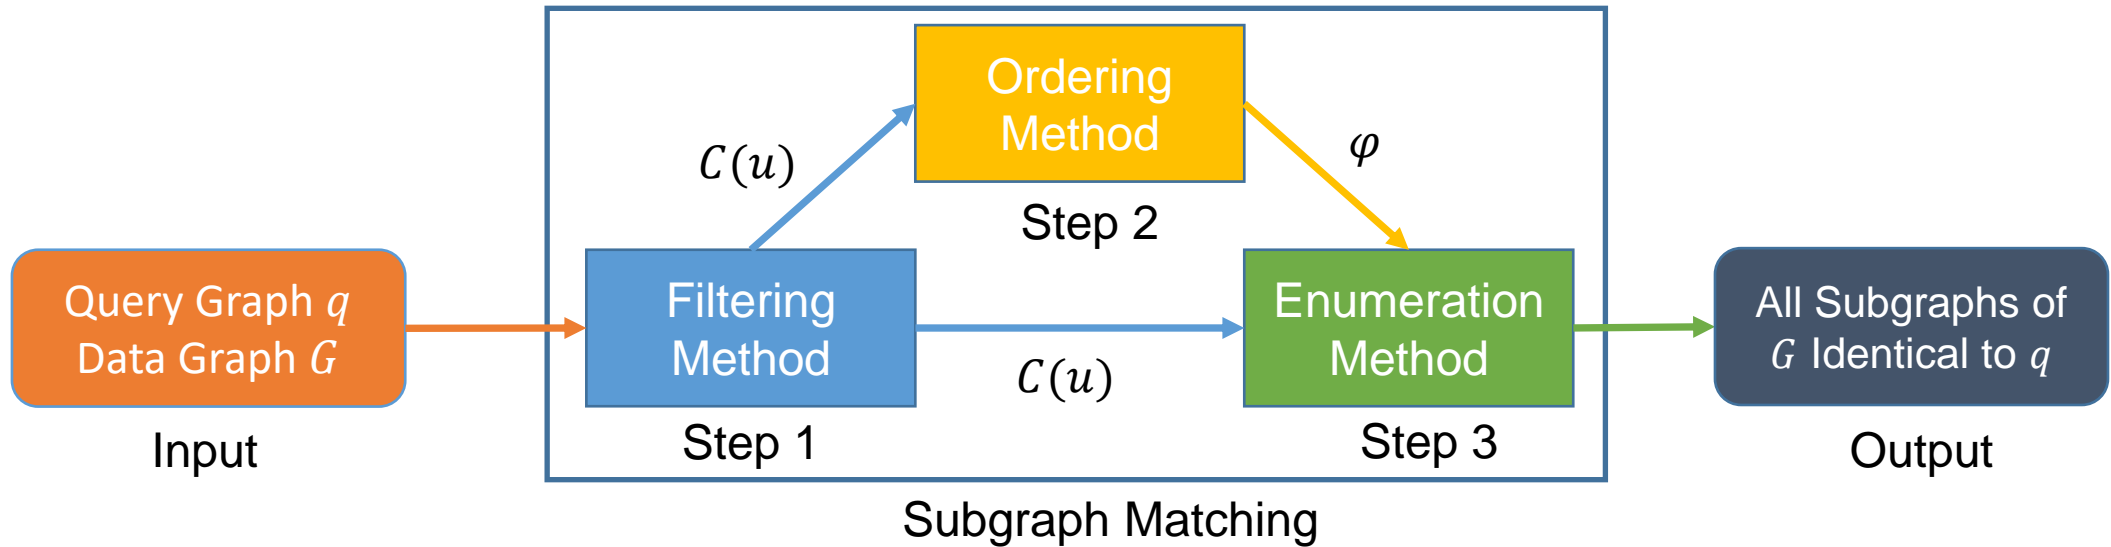 Query Graph q
Data Graph G
Input
C(u)
Ordering
Method
Step 2
φ
Filtering
Method
Step 1
C(u)
Enumeration
Method
Step 3
Subgraph Matching
All Subgraphs of
G Identical to q
Output